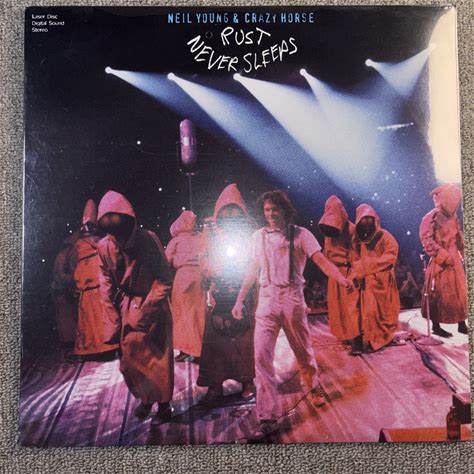 Laser Disc
Digital Sound
Stereo
NEIL YOUNG & CRAZY HORSE
RUST
NEVER SLEEPS